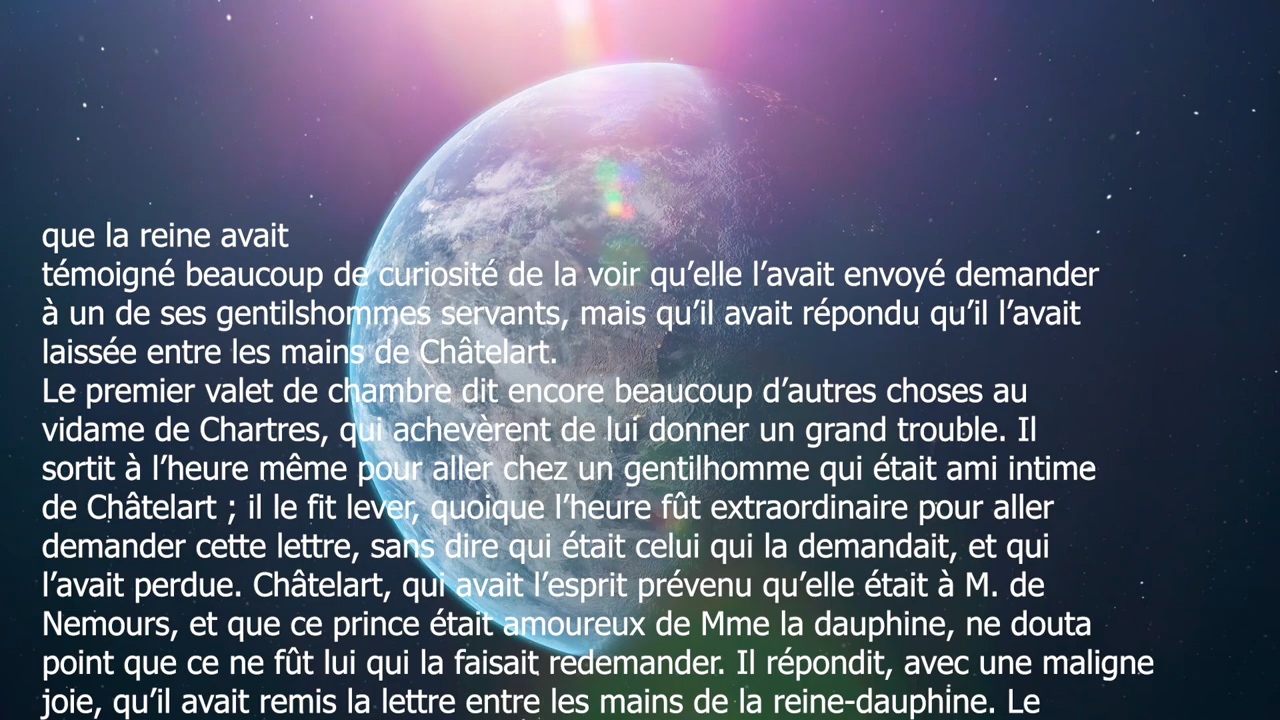 que la reine avait
témoigné beaucoup de curiosité de la voir qu’elle l’avait envoyé demander
à un de ses gentilshommes servants, mais qu’il avait répondu qu’il l’avait
laissée entre les mains de Châtelart.
Le premier valet de chambre dit encore beaucoup d’autres choses au
vidame de Chartres, qui achevèrent de lui donner un grand trouble. Il
sortit à l’heure même pour aller chez un gentilhomme qui était ami intime
de Châtelart ; il le fit lever, quoique l’heure fût extraordinaire pour aller
demander cette lettre, sans dire qui était celui qui la demandait, et qui
l’avait perdue. Châtelart, qui avait l’esprit prévenu qu’elle était à M. de
Nemours, et que ce prince était amoureux de Mme la dauphine, ne douta
point que ce ne fût lui qui la faisait redemander. Il répondit, avec une maligne
joie, qu’il avait remis la lettre entre les mains de la reine-dauphine. Le